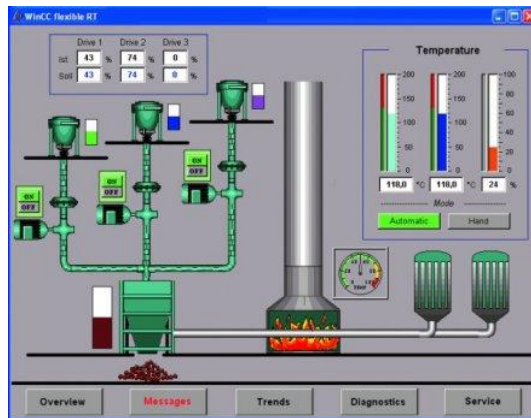 WinCC flexible RT
Drive 1 Drive 2 Drive 3
Ist 43 % 74 % 0 %
Soll 43 % 74 % 0 %
Temperature
200 200 100
150 150 80
100 100 60
50 50 40
20
0 0 0
118,0 °C 118,0 °C 24 %
Mode
Automatic Hand
ON
OFF
ON
OFF
ON
OFF
Overview Messages Trends Diagnostics Service